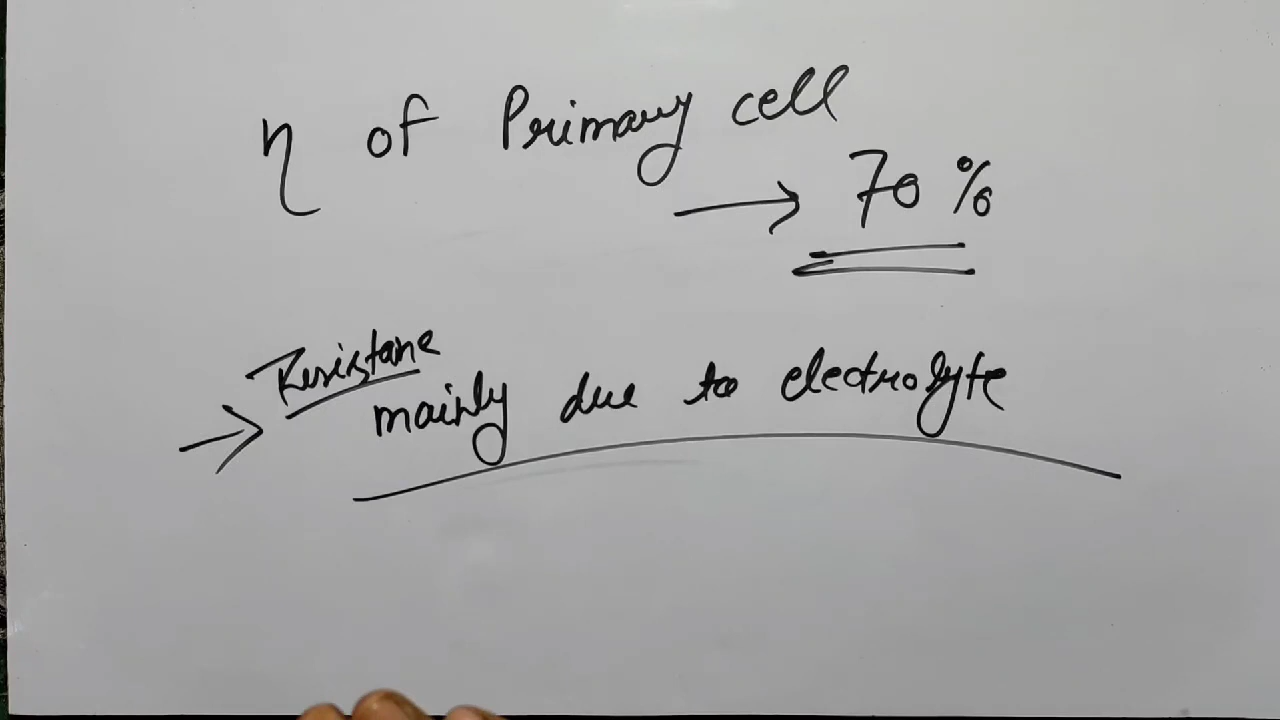 η of Primary cell
→ 70 %
Resistane
→ mainly due to electrolyte